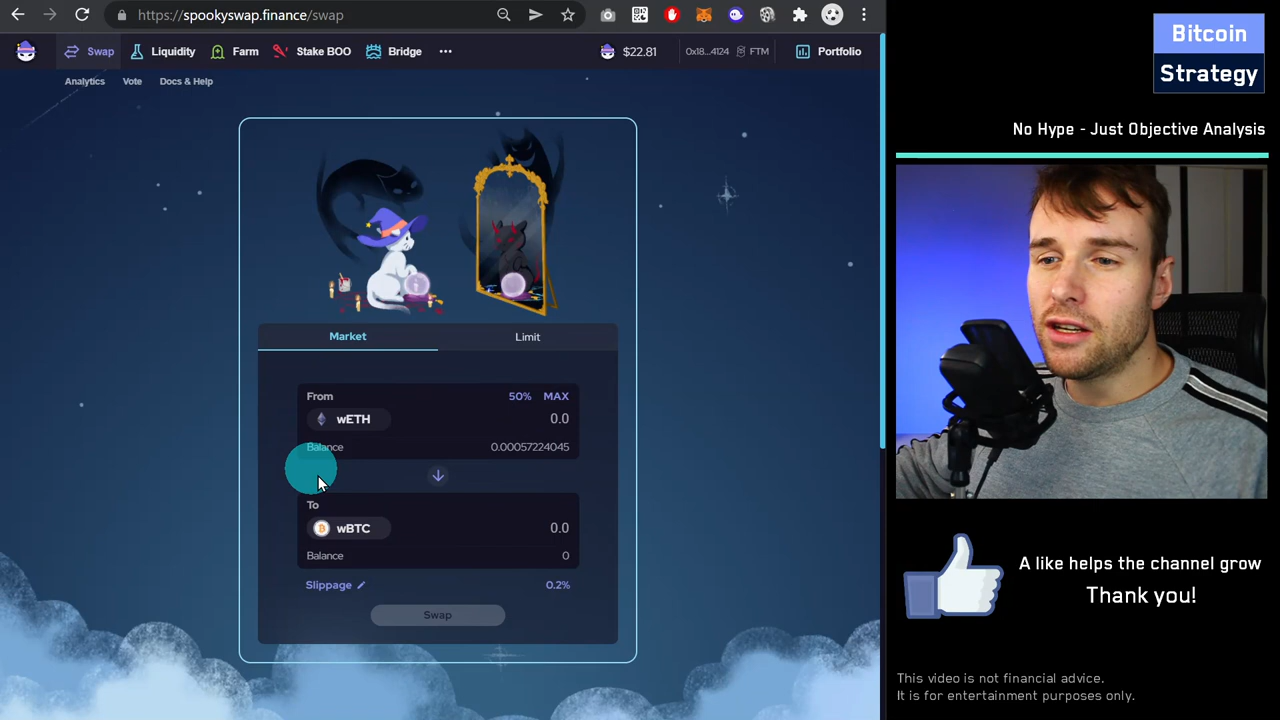 https://spookyswap.finance/swap
Swap
Liquidity
Farm
Stake BOO
Bridge
$22.81
0x18...4124
FTM
Portfolio
Analytics
Vote
Docs & Help
Market
Limit
From
50%
MAX
wETH
0.0
Balance
0.00057224045
To
wBTC
0.0
Balance
0
Slippage
0.2%
Swap
Bitcoin
Strategy
No Hype - Just Objective Analysis
A like helps the channel grow
Thank you!
This video is not financial advice.
It is for entertainment purposes only.